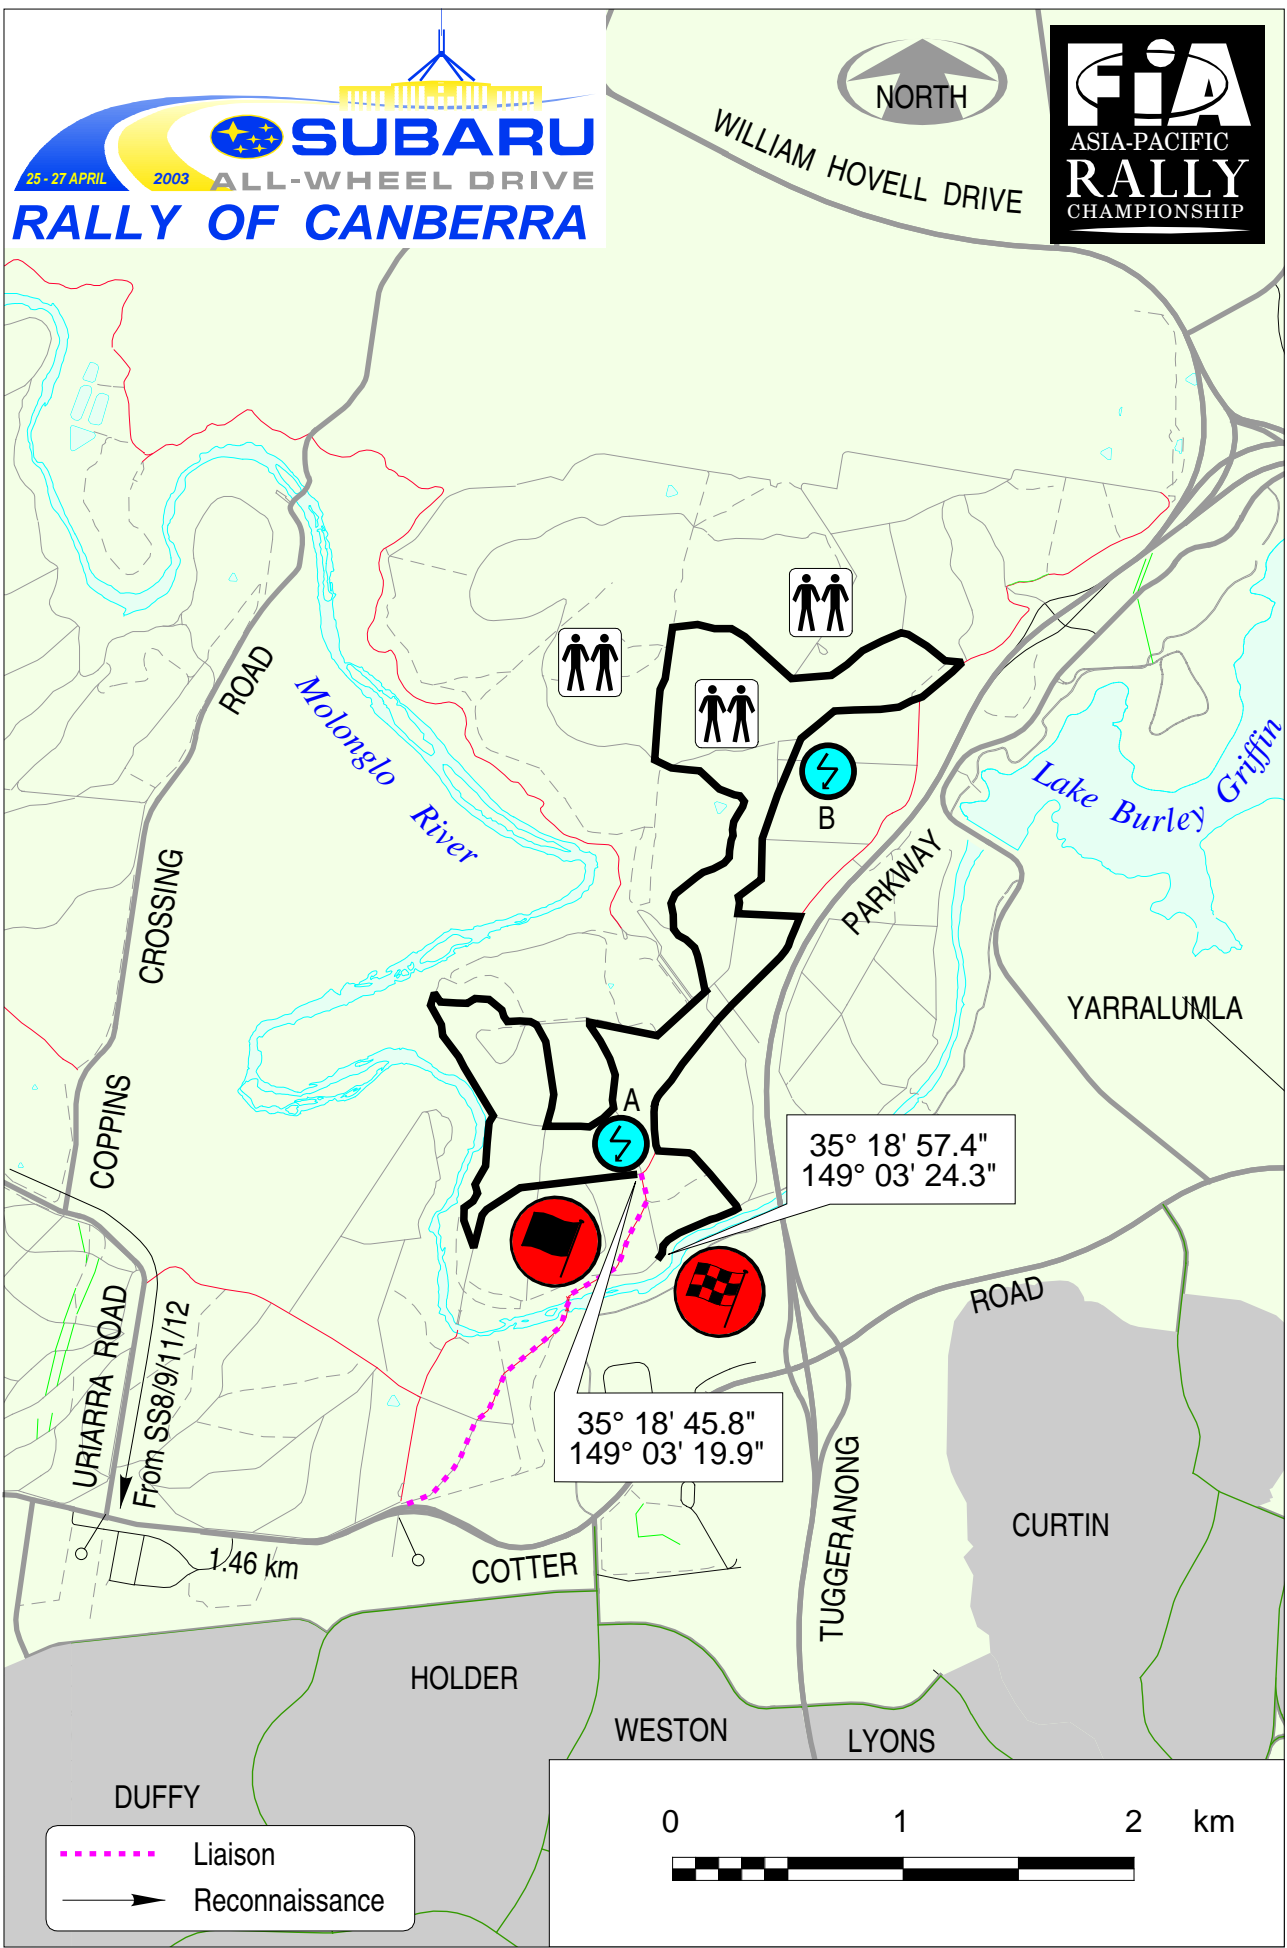 25 - 27 APRIL
2003
SUBARU
ALL-WHEEL DRIVE
RALLY OF CANBERRA
NORTH
FiA
ASIA-PACIFIC
RALLY
CHAMPIONSHIP
WILLIAM HOVELL DRIVE
ROAD
Molonglo
River
B
Lake Burley Griffin
PARKWAY
CROSSING
YARRALUMLA
COPPINS
A
35° 18' 57.4"
149° 03' 24.3"
ROAD
URIARRA ROAD
From SS8/9/11/12
35° 18' 45.8"
149° 03' 19.9"
TUGGERANONG
CURTIN
1.46 km
COTTER
HOLDER
WESTON
LYONS
DUFFY
Liaison
Reconnaissance
0 1 2 km